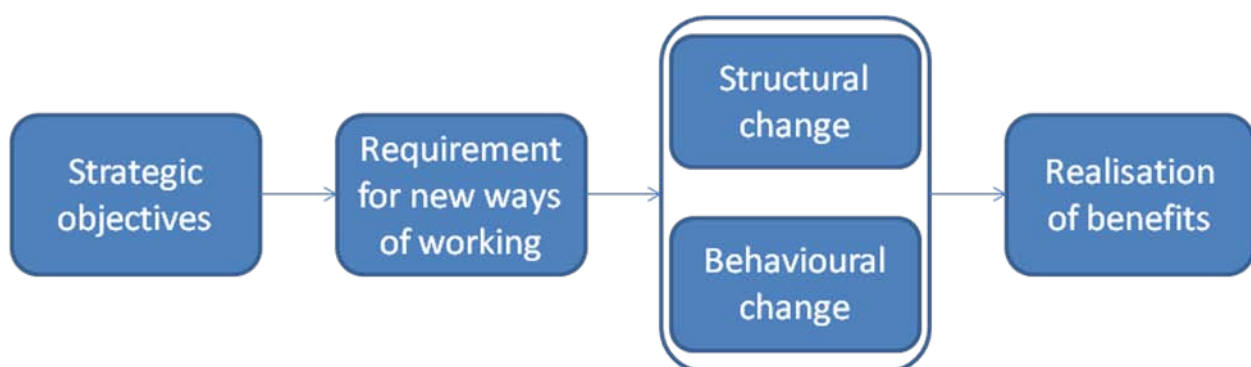 Strategic
objectives
Requirement
for new ways
of working
Structural
change
Behavioural
change
Realisation
of benefits